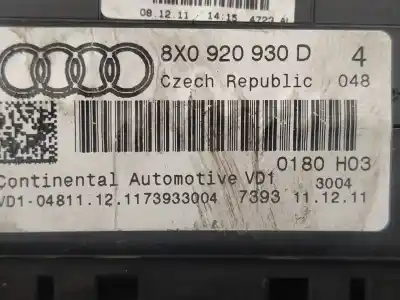 08.12.11 14:15 4723
8X0 920 930 D 4
Czech Republic 048
0180 H03
Continental Automotive VD1 3004
VD1-04811.12.1173933004 7393 11.12.11